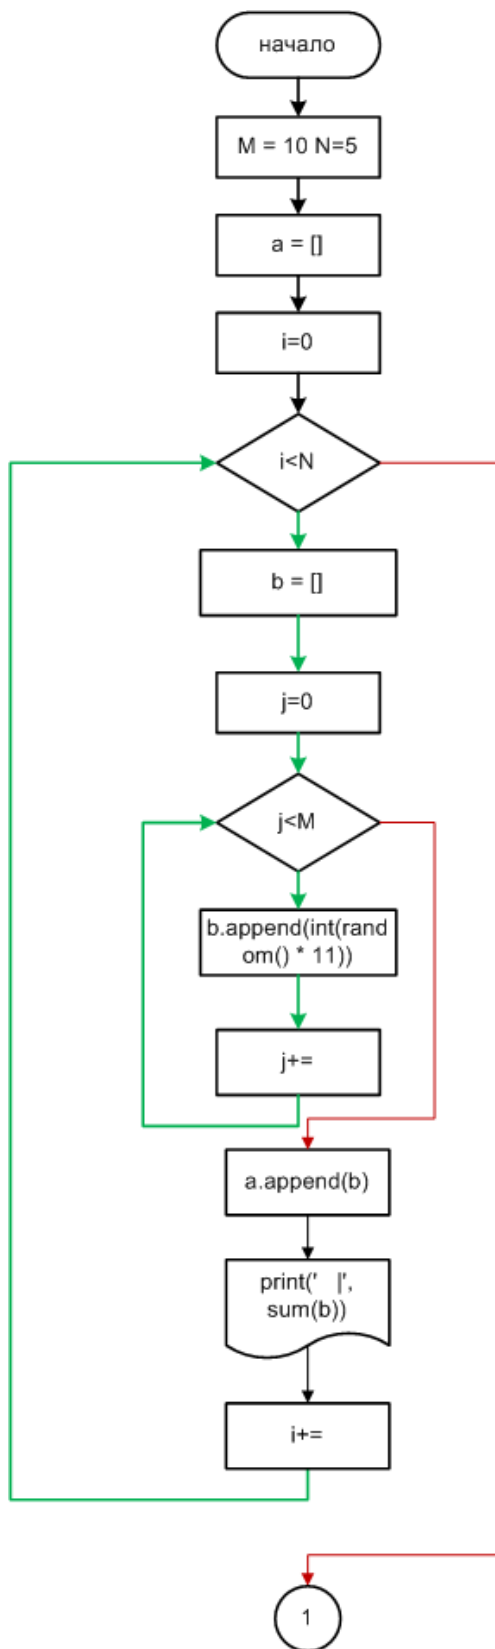 начало
M = 10 N=5
a = []
i=0
i<N
b = []
j=0
j<M
b.append(int(rand
om() * 11))
j+=
a.append(b)
print('   |',
sum(b))
i+=
1